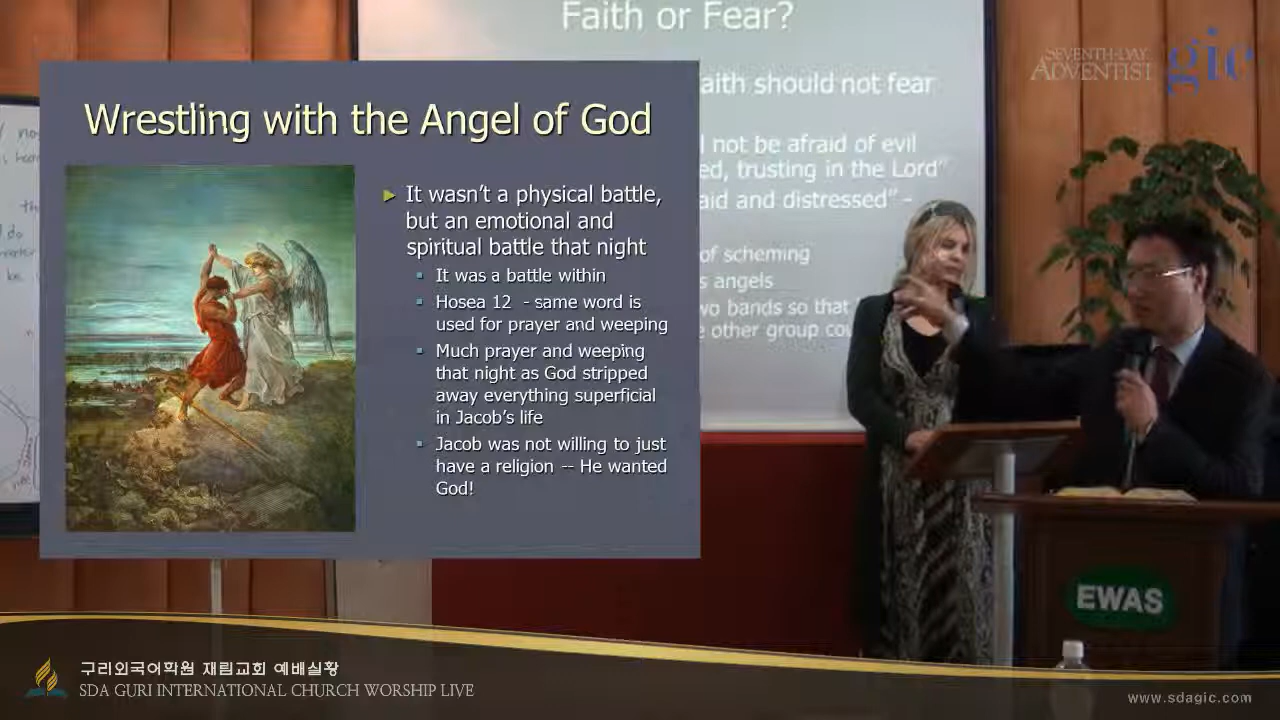 Faith or Fear?
SEVENTH-DAY
ADVENTIST
gic
Wrestling with the Angel of God
aith should not fear
l not be afraid of evil
ed, trusting in the Lord"
aid and distressed" -
of scheming
s angels
wo bands so that
e other group cou
► It wasn't a physical battle,
but an emotional and
spiritual battle that night
▪ It was a battle within
▪ Hosea 12 - same word is
used for prayer and weeping
▪ Much prayer and weeping
that night as God stripped
away everything superficial
in Jacob's life
▪ Jacob was not willing to just
have a religion -- He wanted
God!
EWAS
구리외국어학원 재림교회 예배실황
SDA GURI INTERNATIONAL CHURCH WORSHIP LIVE
www.sdagic.com